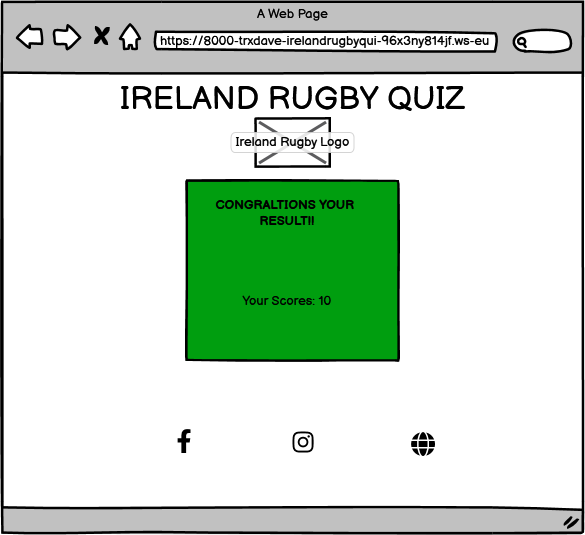 A Web Page
https://8000-trxdave-irelandrugbyqui-96x3ny814jf.ws-eu
IRELAND RUGBY QUIZ
Ireland Rugby Logo
CONGRALTIONS YOUR
RESULT!!
Your Scores: 10